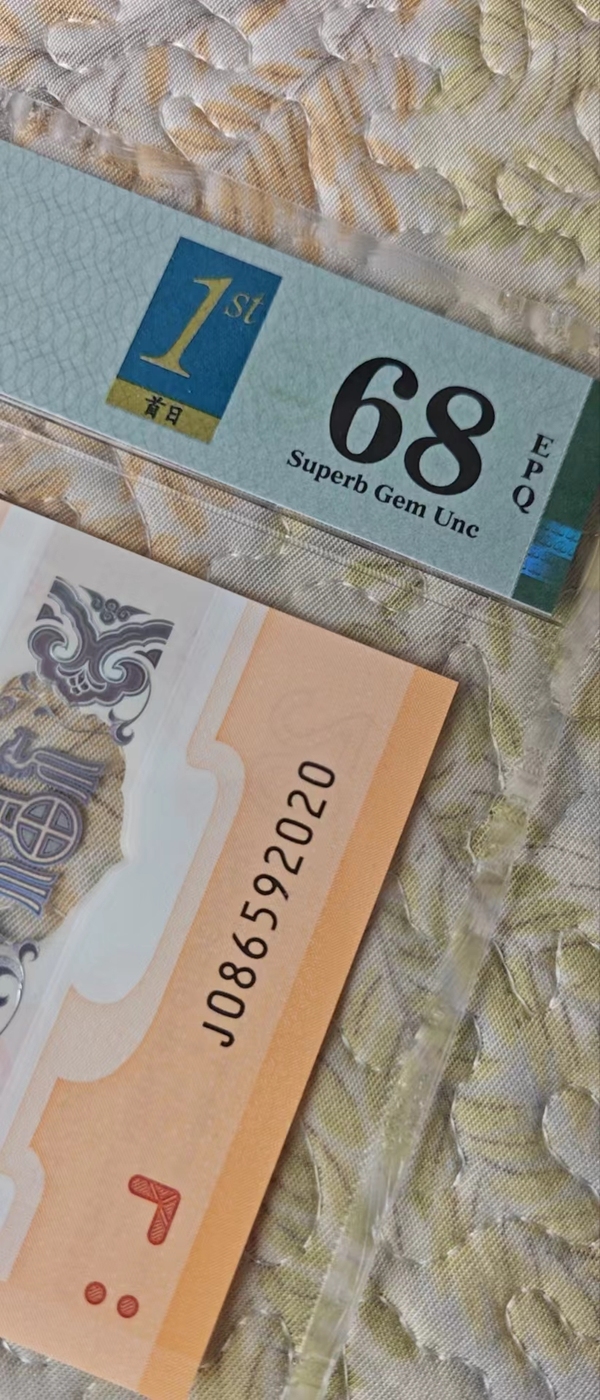 1st
首日
68
Superb Gem Unc
EPQ
J086592020